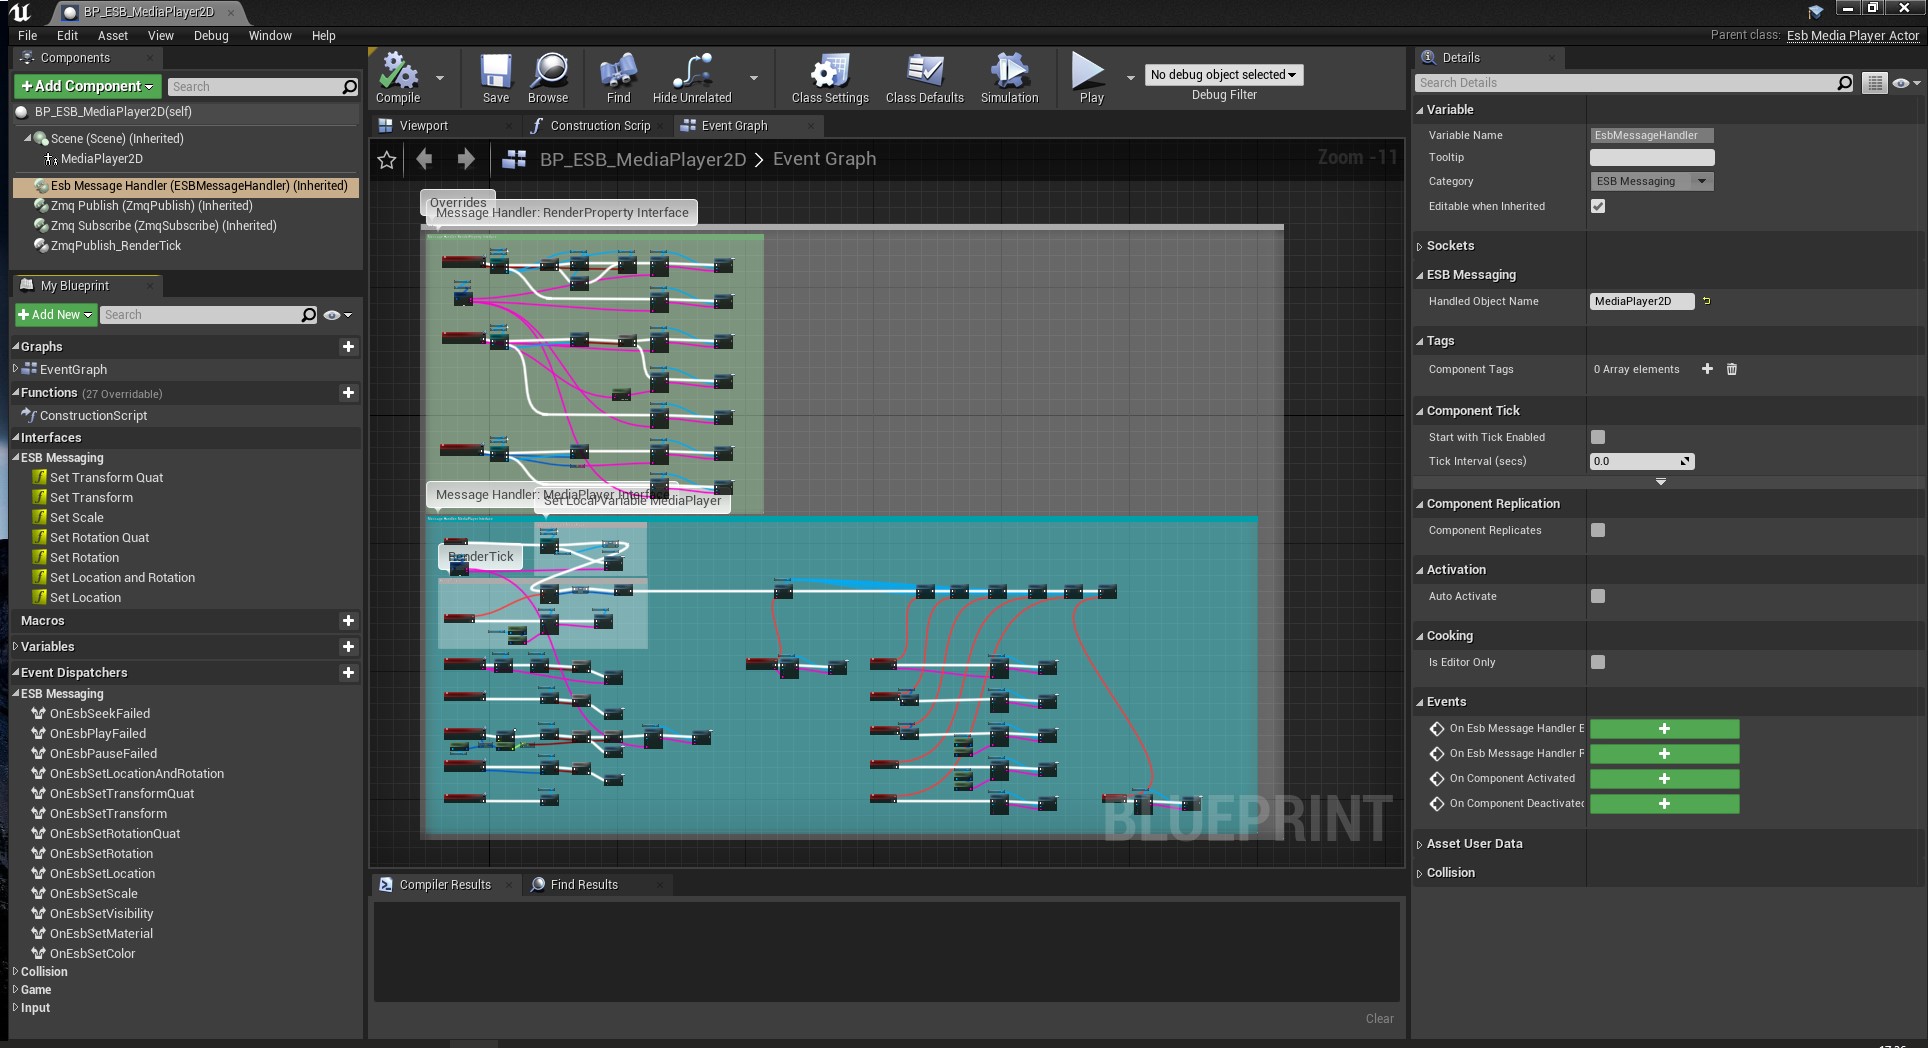 BP_ESB_MediaPlayer2D
File Edit Asset View Debug Window Help
Parent class: Esb Media Player Actor
Components
Add Component
Search
BP_ESB_MediaPlayer2D(self)
Scene (Scene) (Inherited)
MediaPlayer2D
Esb Message Handler (ESBMessageHandler) (Inherited)
Zmq Publish (ZmqPublish) (Inherited)
Zmq Subscribe (ZmqSubscribe) (Inherited)
ZmqPublish_RenderTick
My Blueprint
Add New
Search
Graphs
EventGraph
Functions (27 Overridable)
ConstructionScript
Interfaces
ESB Messaging
Set Transform Quat
Set Transform
Set Scale
Set Rotation Quat
Set Rotation
Set Location and Rotation
Set Location
Macros
Variables
Event Dispatchers
ESB Messaging
OnEsbSeekFailed
OnEsbPlayFailed
OnEsbPauseFailed
OnEsbSetLocationAndRotation
OnEsbSetTransformQuat
OnEsbSetTransform
OnEsbSetRotationQuat
OnEsbSetRotation
OnEsbSetLocation
OnEsbSetScale
OnEsbSetVisibility
OnEsbSetMaterial
OnEsbSetColor
Collision
Game
Input
Compile
Save
Browse
Find
Hide Unrelated
Class Settings
Class Defaults
Simulation
Play
No debug object selected
Debug Filter
Viewport
Construction Scrip
Event Graph
BP_ESB_MediaPlayer2D > Event Graph
Zoom -11
Overrides
Message Handler: RenderProperty Interface
Message Handler: MediaPlayer Interface
Set Local Variable MediaPlayer
RenderTick
BLUEPRINT
Compiler Results
Find Results
Clear
Details
Search Details
Variable
Variable Name EsbMessageHandler
Tooltip
Category ESB Messaging
Editable when Inherited
Sockets
ESB Messaging
Handled Object Name MediaPlayer2D
Tags
Component Tags 0 Array elements
Component Tick
Start with Tick Enabled
Tick Interval (secs) 0.0
Component Replication
Component Replicates
Activation
Auto Activate
Cooking
Is Editor Only
Events
On Esb Message Handler E
On Esb Message Handler F
On Component Activated
On Component Deactivated
Asset User Data
Collision